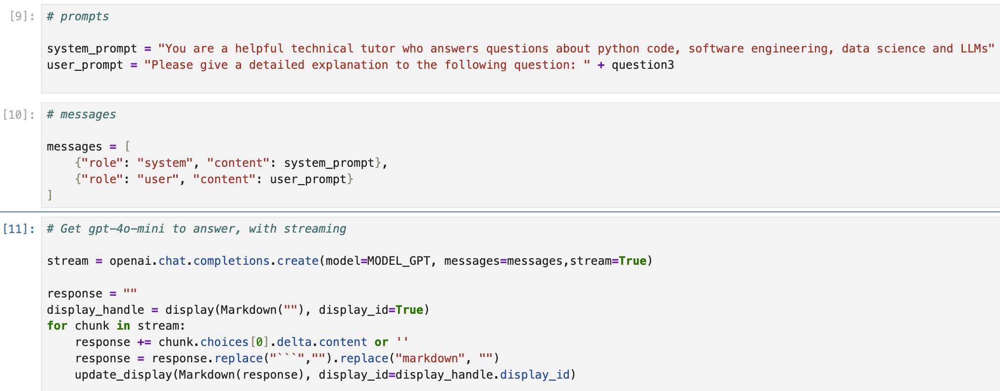 [9]: # prompts
system_prompt = "You are a helpful technical tutor who answers questions about python code, software engineering, data science and LLMs"
user_prompt = "Please give a detailed explanation to the following question: " + question3
[10]: # messages
messages = [
    {"role": "system", "content": system_prompt},
    {"role": "user", "content": user_prompt}
]
[11]: # Get gpt-4o-mini to answer, with streaming
stream = openai.chat.completions.create(model=MODEL_GPT, messages=messages,stream=True)
response = ""
display_handle = display(Markdown(""), display_id=True)
for chunk in stream:
    response += chunk.choices[0].delta.content or ''
    response = response.replace("```","").replace("markdown", "")
    update_display(Markdown(response), display_id=display_handle.display_id)